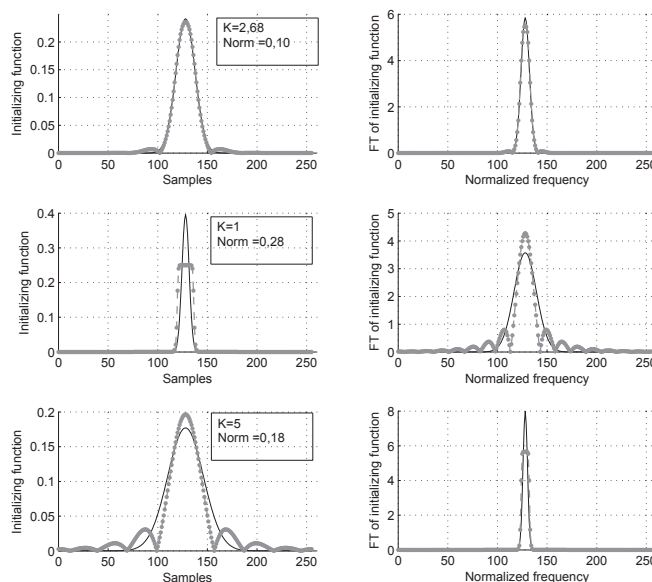 0.2
0.15
0.1
0.05
0
Initializing function
K=2,68
Norm =0,10
0 50 100 150 200 250
Samples
6
4
2
0
FT of initializing function
0 50 100 150 200 250
Normalized frequency
0.4
0.3
0.2
0.1
0
Initializing function
K=1
Norm =0,28
0 50 100 150 200 250
Samples
5
4
3
2
1
0
FT of initializing function
0 50 100 150 200 250
Normalized frequency
0.2
0.15
0.1
0.05
0
Initializing function
K=5
Norm =0,18
0 50 100 150 200 250
Samples
8
6
4
2
0
FT of initializing function
0 50 100 150 200 250
Normalized frequency